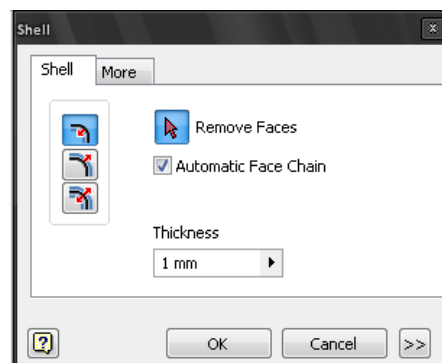 Shell
Shell More
Remove Faces
Automatic Face Chain
Thickness
1 mm
OK Cancel >>